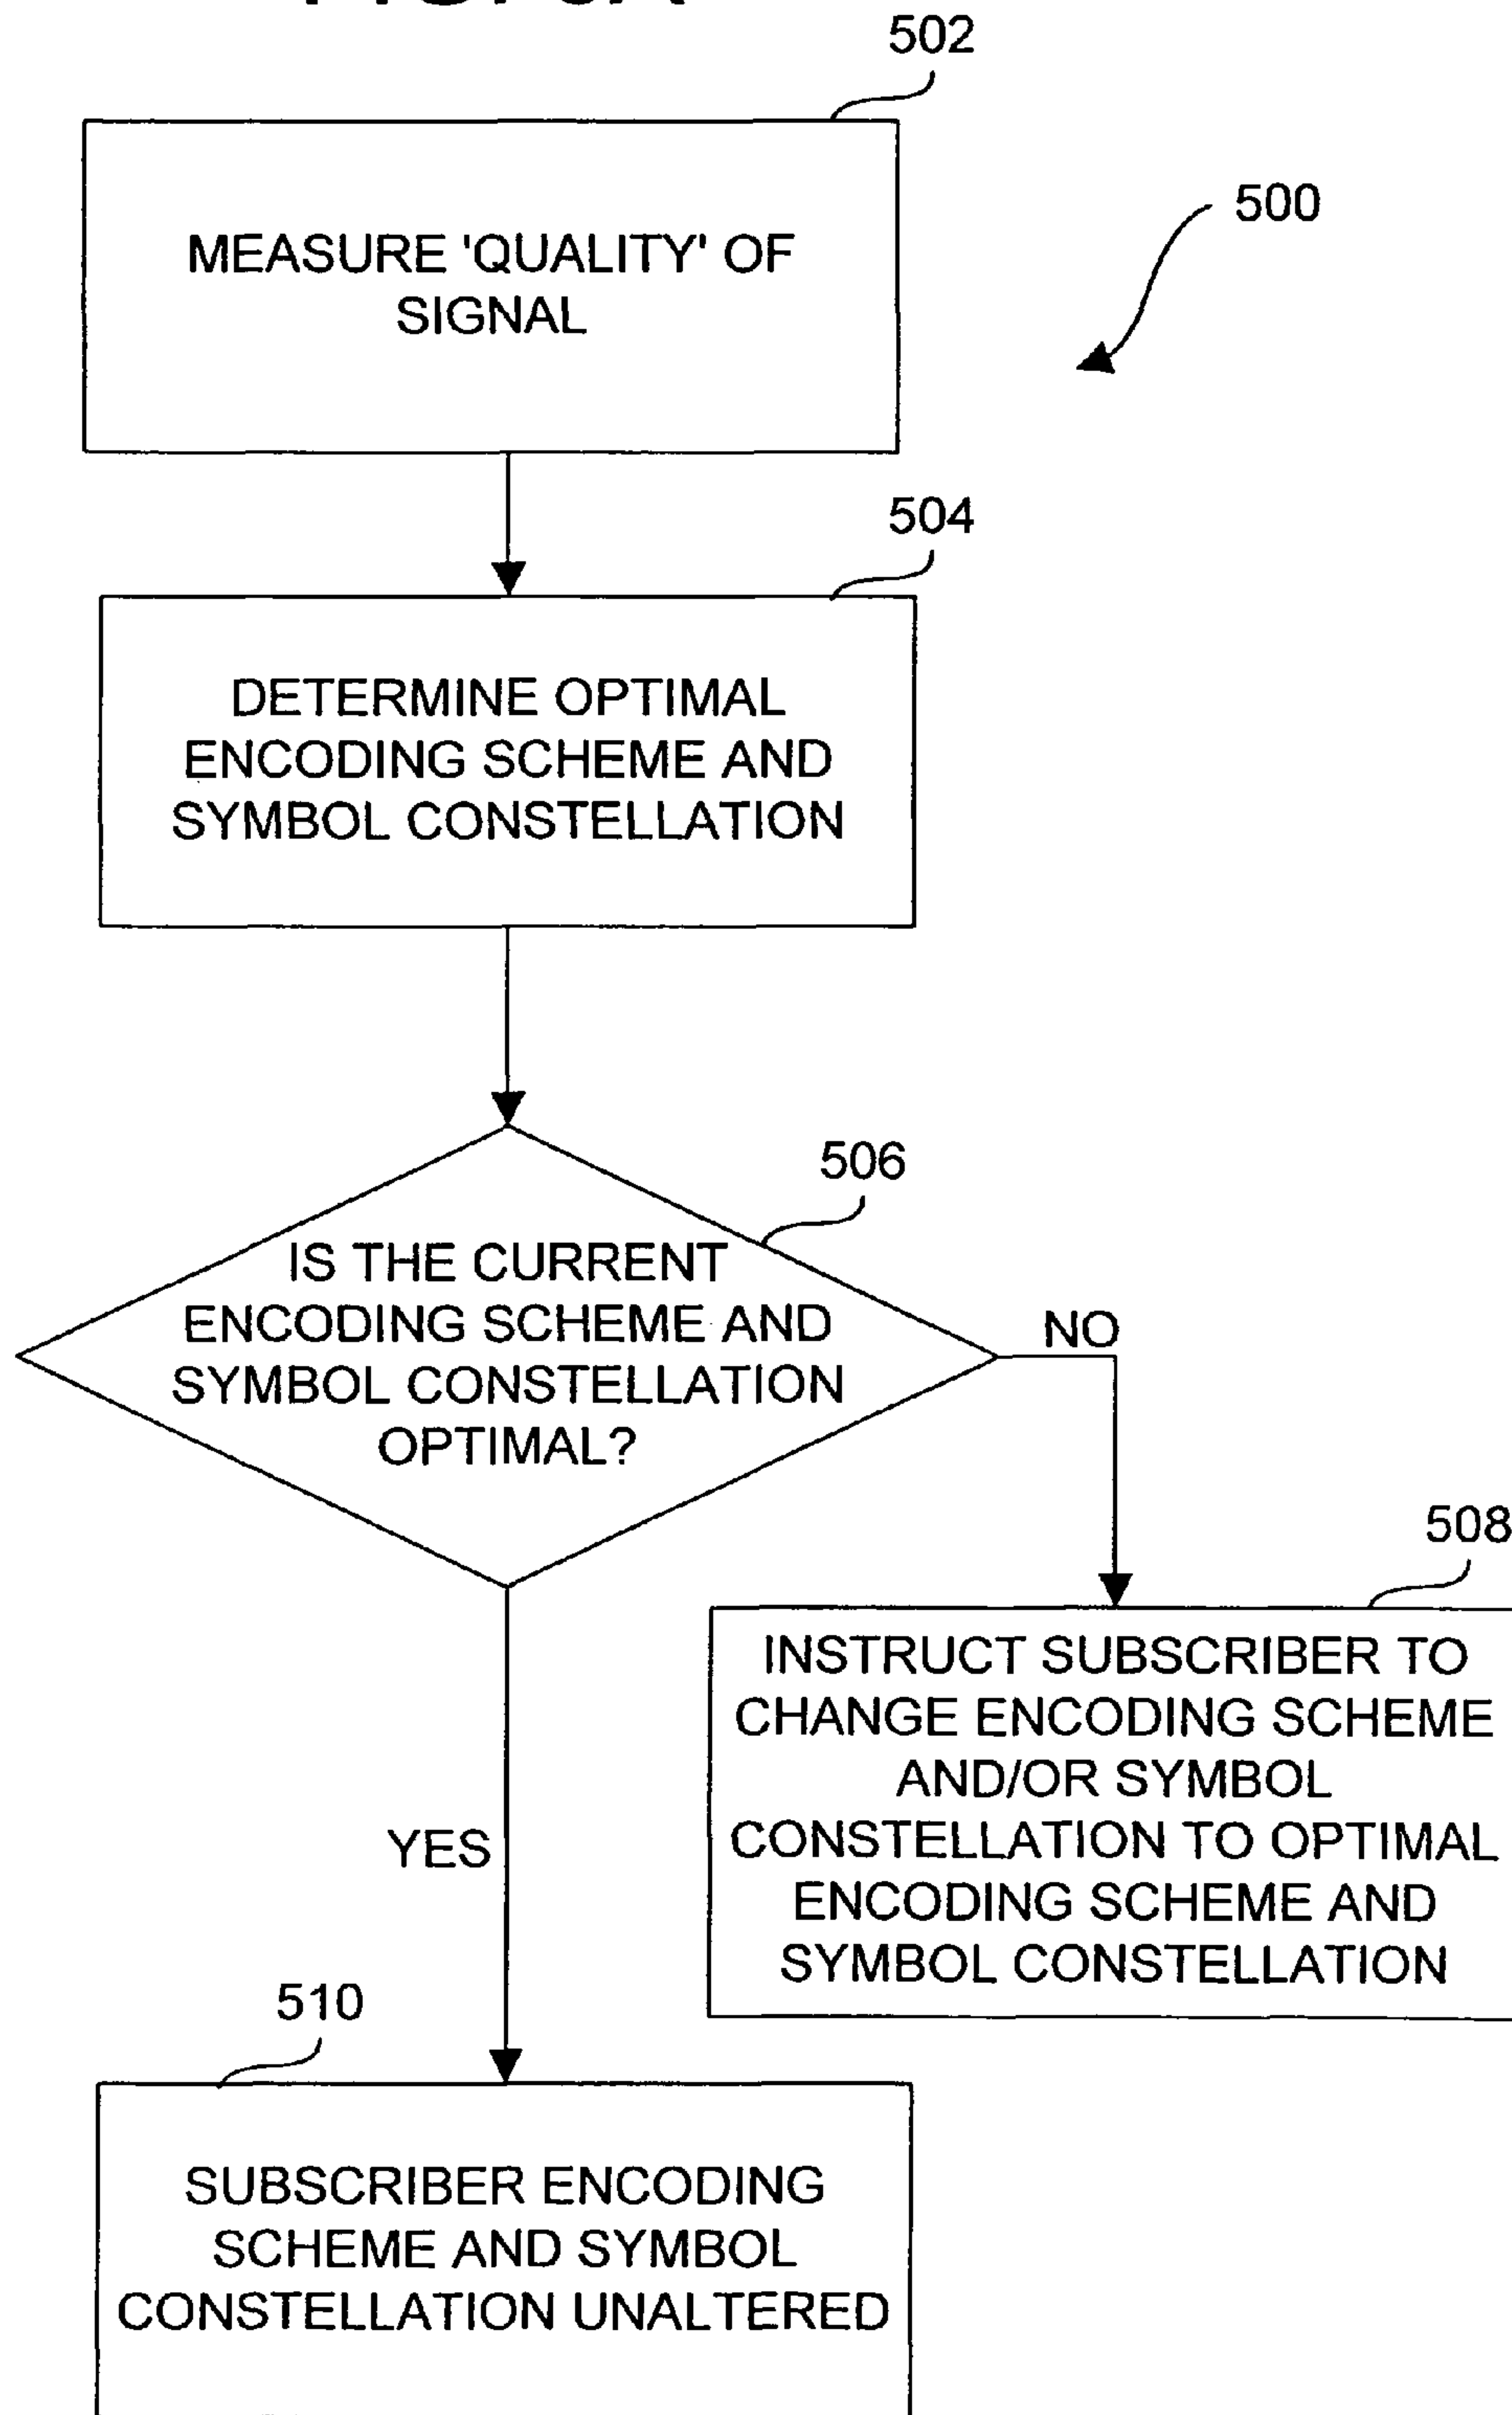 502
500
MEASURE 'QUALITY' OF
SIGNAL
504
DETERMINE OPTIMAL
ENCODING SCHEME AND
SYMBOL CONSTELLATION
506
IS THE CURRENT
ENCODING SCHEME AND
SYMBOL CONSTELLATION
OPTIMAL?
NO
508
INSTRUCT SUBSCRIBER TO
CHANGE ENCODING SCHEME
AND/OR SYMBOL
CONSTELLATION TO OPTIMAL
ENCODING SCHEME AND
SYMBOL CONSTELLATION
YES
510
SUBSCRIBER ENCODING
SCHEME AND SYMBOL
CONSTELLATION UNALTERED